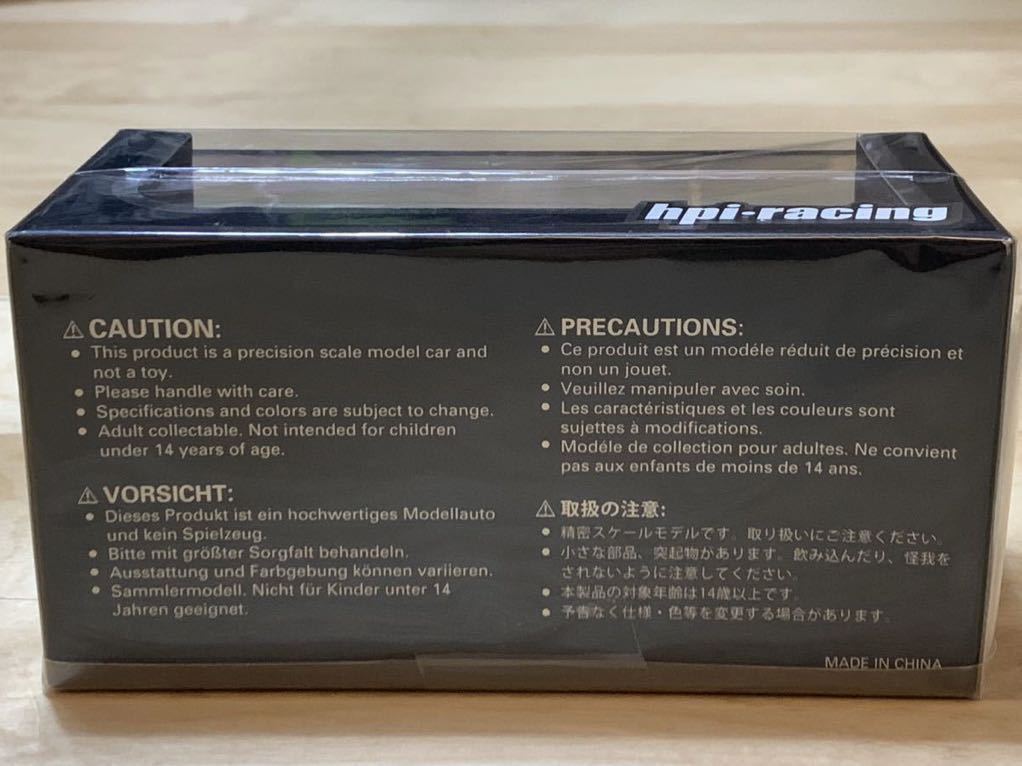 hpi-racing
⚠ CAUTION:
• This product is a precision scale model car and
not a toy.
• Please handle with care.
• Specifications and colors are subject to change.
• Adult collectable. Not intended for children
under 14 years of age.
⚠ VORSICHT:
• Dieses Produkt ist ein hochwertiges Modellauto
und kein Spielzeug.
• Bitte mit größter Sorgfalt behandeln.
• Ausstattung und Farbgebung können variieren.
• Sammlermodell. Nicht für Kinder unter 14
Jahren geeignet.
⚠ PRECAUTIONS:
• Ce produit est un modéle réduit de précision et
non un jouet.
• Veuillez manipuler avec soin.
• Les caractéristiques et les couleurs sont
sujettes à modifications.
• Modéle de collection pour adultes. Ne convient
pas aux enfants de moins de 14 ans.
⚠ 取扱の注意:
• 精密スケールモデルです。取り扱いにご注意ください。
• 小さな部品、突起物があります。飲み込んだり、怪我を
されないように注意してください。
• 本製品の対象年齢は14歳以上です。
• 予告なく仕様・色等を変更する場合があります。
MADE IN CHINA